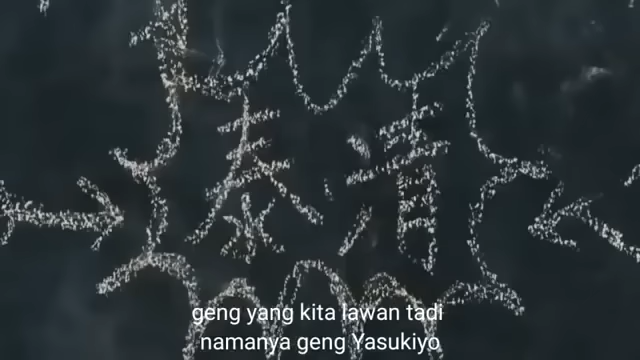 泰清
geng yang kita lawan tadi
namanya geng Yasukiyo